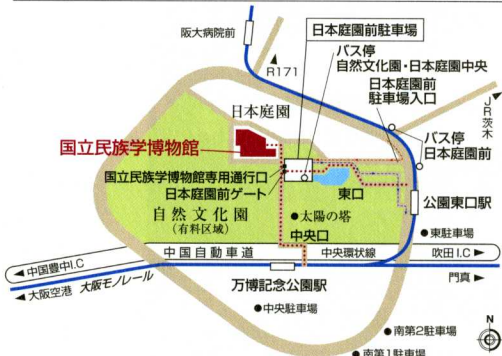 阪大病院前
日本庭園前駐車場
R171
バス停
自然文化園・日本庭園中央
日本庭園前
駐車場入口
JR茨木
日本庭園
バス停
日本庭園前
国立民族学博物館
国立民族学博物館専用通行口
日本庭園前ゲート
東口
公園東口駅
自然文化園
(有料区域)
太陽の塔
中央口
東駐車場
中国自動車道
中央環状線
吹田 I.C
中国豊中I.C
大阪空港
大阪モノレール
万博記念公園駅
門真
中央駐車場
南第2駐車場
南第1駐車場
N